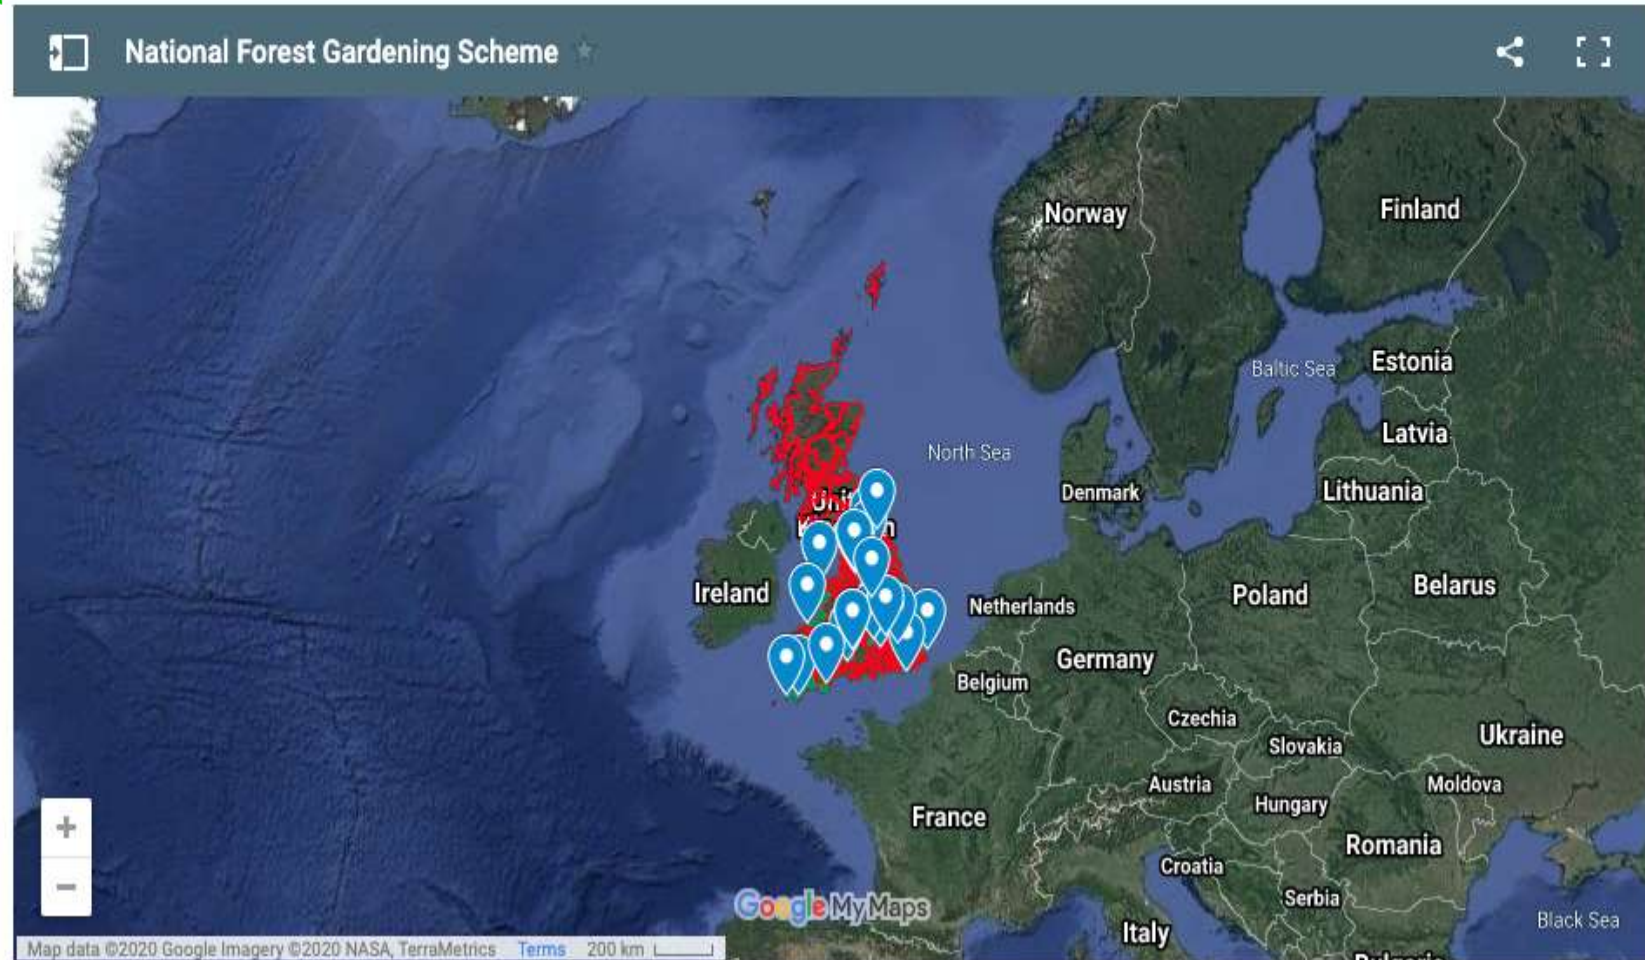 National Forest Gardening Scheme
Norway
Finland
Baltic Sea
Estonia
North Sea
Latvia
Denmark
Lithuania
Ireland
Netherlands
Poland
Belarus
Germany
Belgium
Czechia
Slovakia
Ukraine
Austria
Moldova
Hungary
France
Romania
Croatia
Serbia
Google My Maps
Black Sea
Italy
Map data ©2020 Google Imagery ©2020 NASA, TerraMetrics Terms 200 km